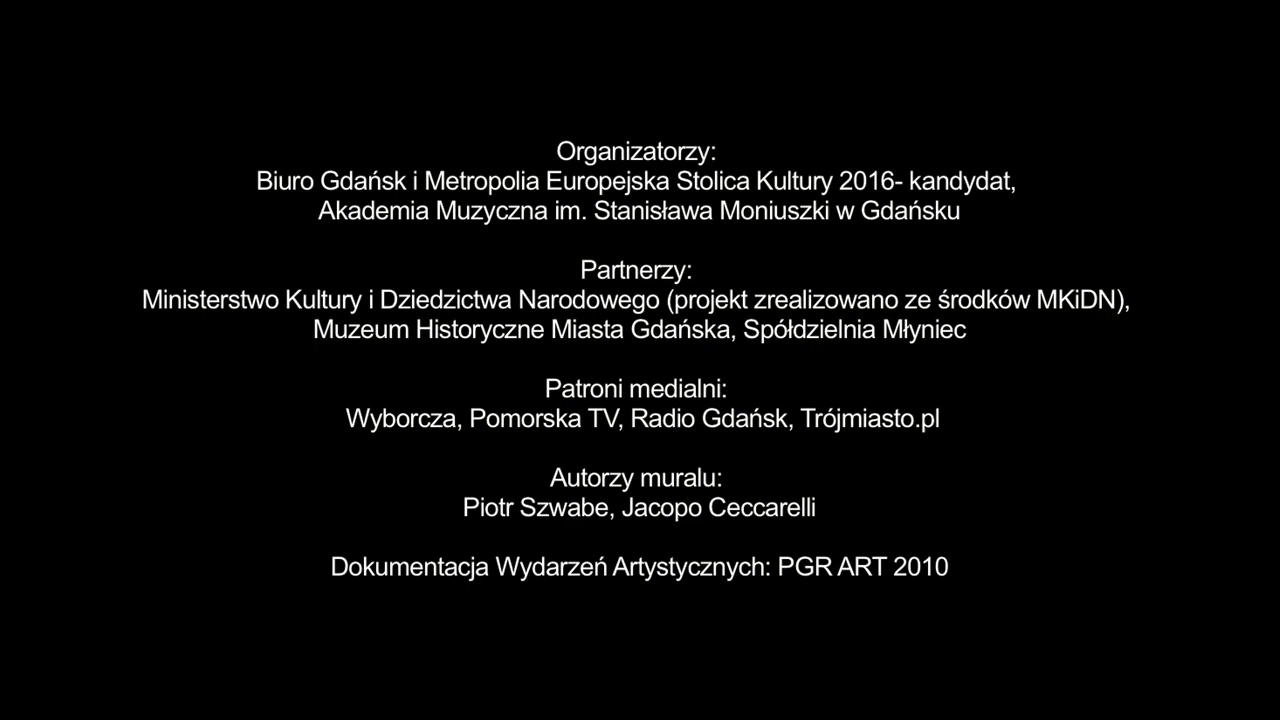 Organizatorzy:
Biuro Gdańsk i Metropolia Europejska Stolica Kultury 2016- kandydat,
Akademia Muzyczna im. Stanisława Moniuszki w Gdańsku
Partnerzy:
Ministerstwo Kultury i Dziedzictwa Narodowego (projekt zrealizowano ze środków MKiDN),
Muzeum Historyczne Miasta Gdańska, Spółdzielnia Młyniec
Patroni medialni:
Wyborcza, Pomorska TV, Radio Gdańsk, Trójmiasto.pl
Autorzy muralu:
Piotr Szwabe, Jacopo Ceccarelli
Dokumentacja Wydarzeń Artystycznych: PGR ART 2010